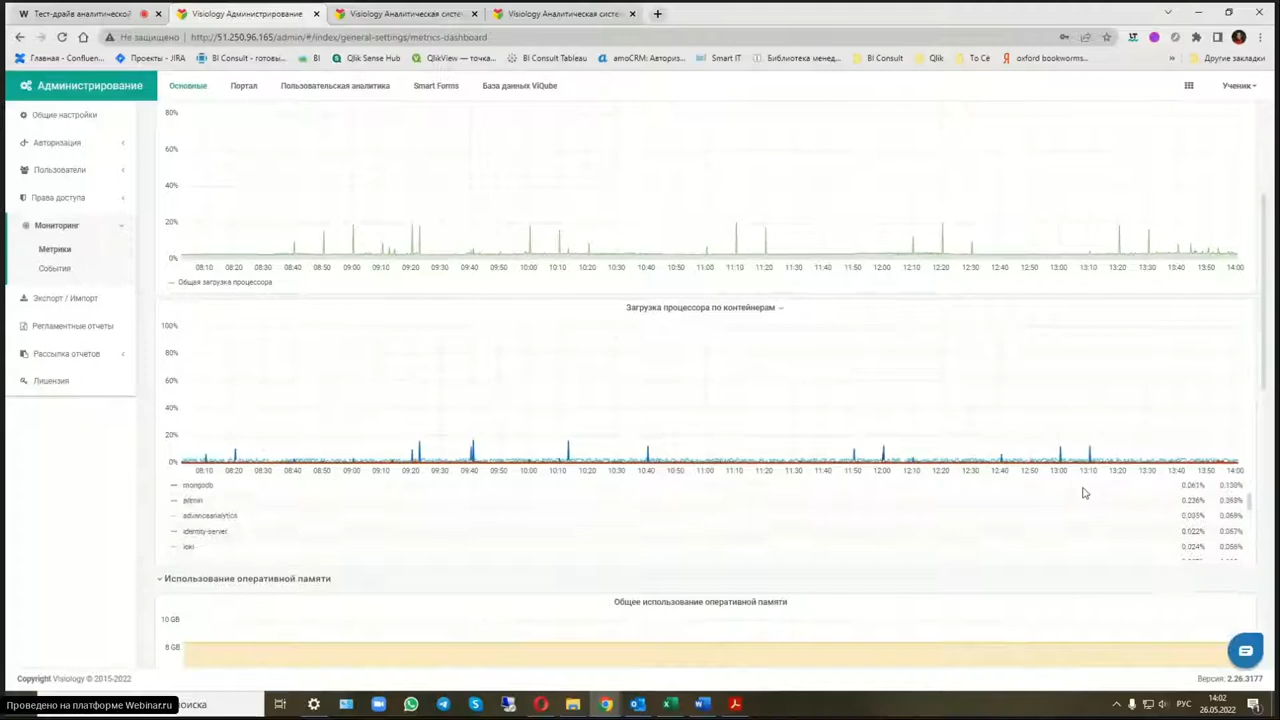 Тест-драйв аналитической
Visiology Администрирование
Visiology Аналитическая систе
Visiology Аналитическая систе
Не защищено
http://51.250.96.165/admin/#/index/general-settings/metrics-dashboard
Главная - Confluen...
Проекты - JIRA
BI Consult - готовы...
BI
Qlik Sense Hub
QlikView — точка...
BI Consult Tableau
amoCRM: Авториз...
Smart IT
Библиотека менед...
BI Consult
Qlik
То Сё
oxford bookworms...
»
Другие закладки
Администрирование
Основные
Портал
Пользовательская аналитика
Smart Forms
База данных ViQube
Ученик
Общие настройки
Авторизация
Пользователи
Права доступа
Мониторинг
Метрики
События
Экспорт / Импорт
Регламентные отчеты
Рассылка отчетов
Лицензия
80%
60%
40%
20%
0%
08:10 08:20 08:30 08:40 08:50 09:00 09:10 09:20 09:30 09:40 09:50 10:00 10:10 10:20 10:30 10:40 10:50 11:00 11:10 11:20 11:30 11:40 11:50 12:00 12:10 12:20 12:30 12:40 12:50 13:00 13:10 13:20 13:30 13:40 13:50 14:00
Общая загрузка процессора
Загрузка процессора по контейнерам
100%
80%
60%
40%
20%
0%
08:10 08:20 08:30 08:40 08:50 09:00 09:10 09:20 09:30 09:40 09:50 10:00 10:10 10:20 10:30 10:40 10:50 11:00 11:10 11:20 11:30 11:40 11:50 12:00 12:10 12:20 12:30 12:40 12:50 13:00 13:10 13:20 13:30 13:40 13:50 14:00
mongodb 0.061%
admin 0.236%
advanceanalytics
identity-server 0.022%
loki 0.024%
Использование оперативной памяти
Общее использование оперативной памяти
10 GB
8 GB
Copyright Visiology © 2015-2022
Версия: 2.26.3177
Проведено на платформе Webinar.ru
поиска
РУС
14:02
26.05.2022